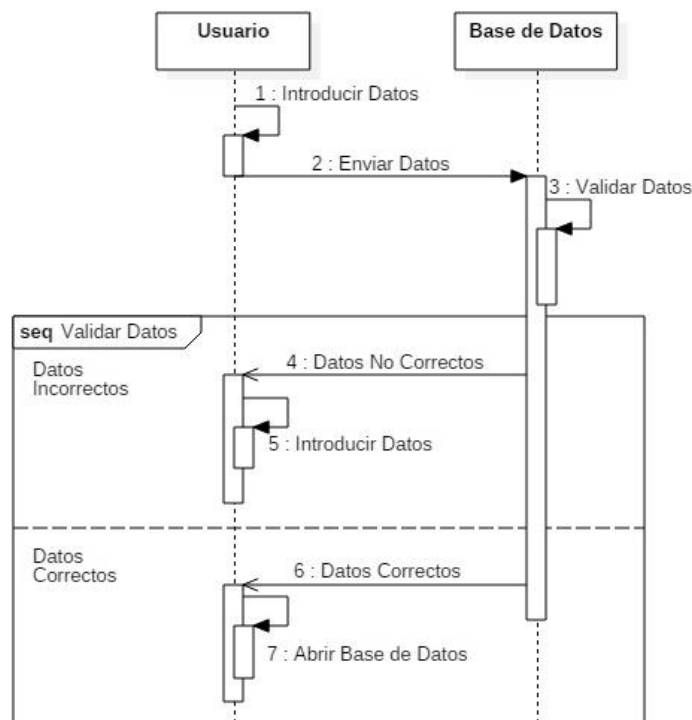 Usuario
Base de Datos
1 : Introducir Datos
2 : Enviar Datos
3 : Validar Datos
seq Validar Datos
Datos
Incorrectos
4 : Datos No Correctos
5 : Introducir Datos
Datos
Correctos
6 : Datos Correctos
7 : Abrir Base de Datos